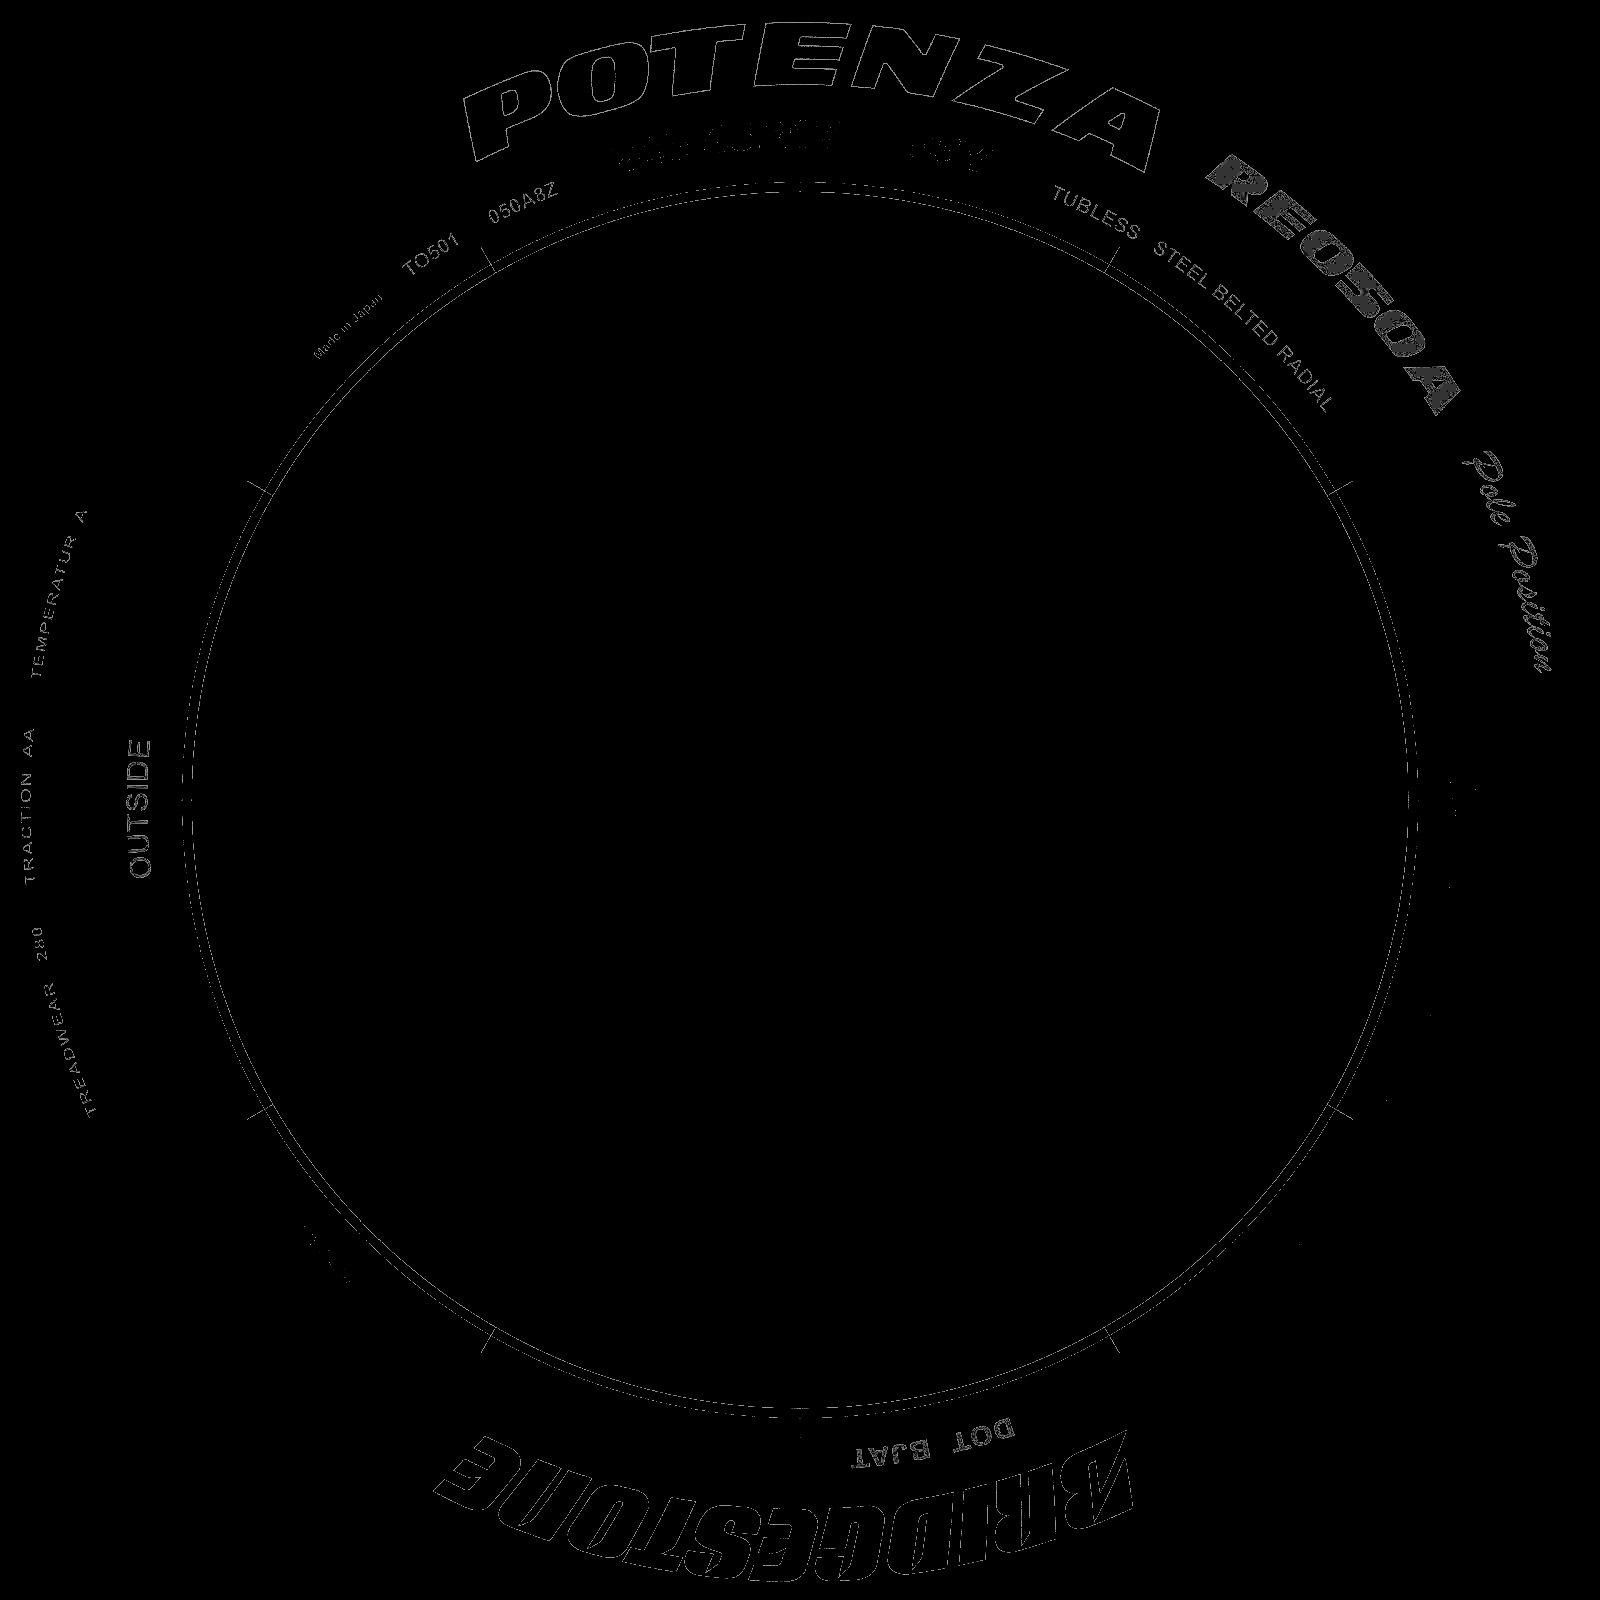 POTENZA
RE050A
Pole Position
050A8Z
TO501
Made in Japan
TUBLESS STEEL BELTED RADIAL
TEMPERATUR A
TRACTION AA
TREADWEAR 280
OUTSIDE
DOT BJAT
BRIDGESTONE